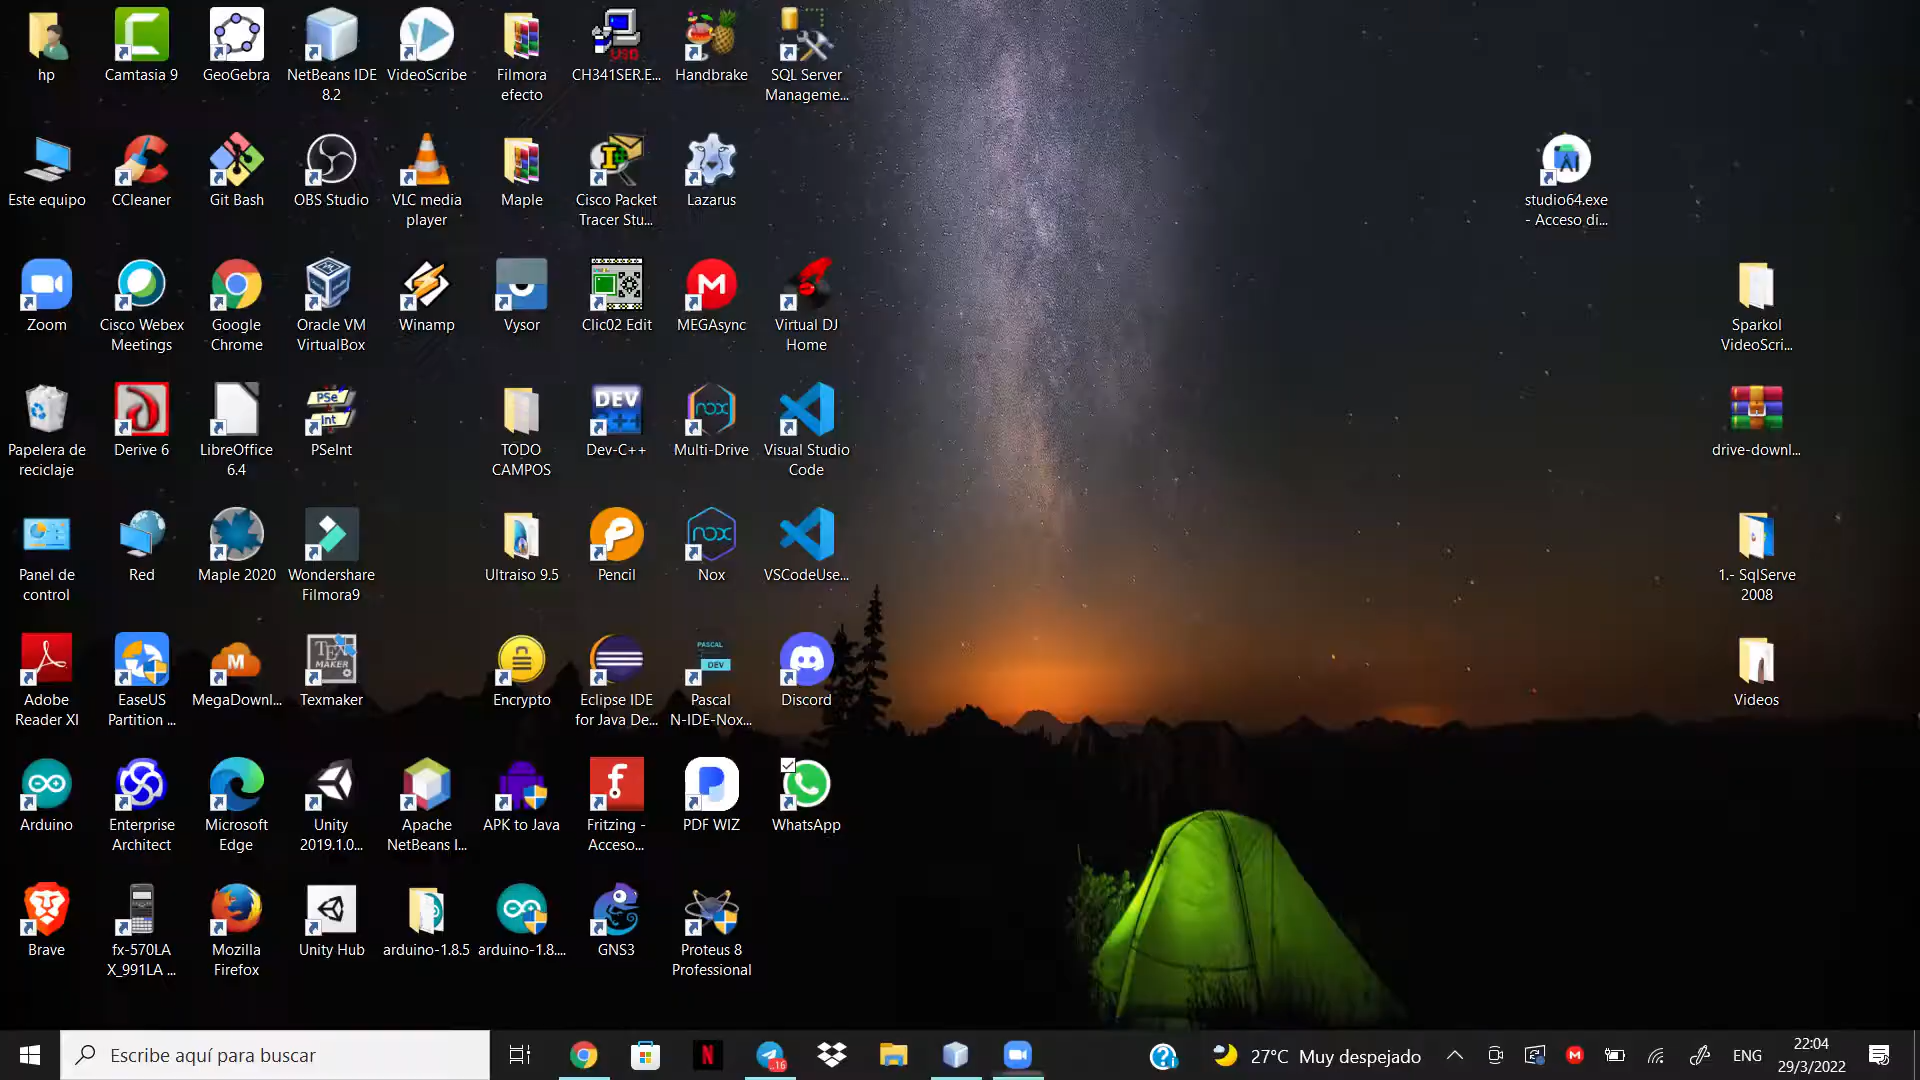 hp
Camtasia 9
GeoGebra
NetBeans IDE
8.2
VideoScribe
Filmora
efecto
CH341SER.E...
Handbrake
SQL Server
Manageme...
Este equipo
CCleaner
Git Bash
OBS Studio
VLC media
player
Maple
Cisco Packet
Tracer Stu...
Lazarus
studio64.exe
- Acceso di...
Zoom
Cisco Webex
Meetings
Google
Chrome
Oracle VM
VirtualBox
Winamp
Vysor
Clic02 Edit
MEGAsync
Virtual DJ
Home
Sparkol
VideoScri...
Papelera de
reciclaje
Derive 6
LibreOffice
6.4
PSeInt
TODO
CAMPOS
Dev-C++
Multi-Drive
Visual Studio
Code
drive-downl...
Panel de
control
Red
Maple 2020
Wondershare
Filmora9
Ultraiso 9.5
Pencil
Nox
VSCodeUse...
1.- SqlServe
2008
Adobe
Reader XI
EaseUS
Partition ...
MegaDownl...
Texmaker
Encrypto
Eclipse IDE
for Java De...
Pascal
N-IDE-Nox...
Discord
Videos
Arduino
Enterprise
Architect
Microsoft
Edge
Unity
2019.1.0...
Apache
NetBeans I...
APK to Java
Fritzing -
Acceso...
PDF WIZ
WhatsApp
Brave
fx-570LA
X_991LA ...
Mozilla
Firefox
Unity Hub
arduino-1.8.5
arduino-1.8....
GNS3
Proteus 8
Professional
Escribe aquí para buscar
27°C Muy despejado
ENG
22:04
29/3/2022